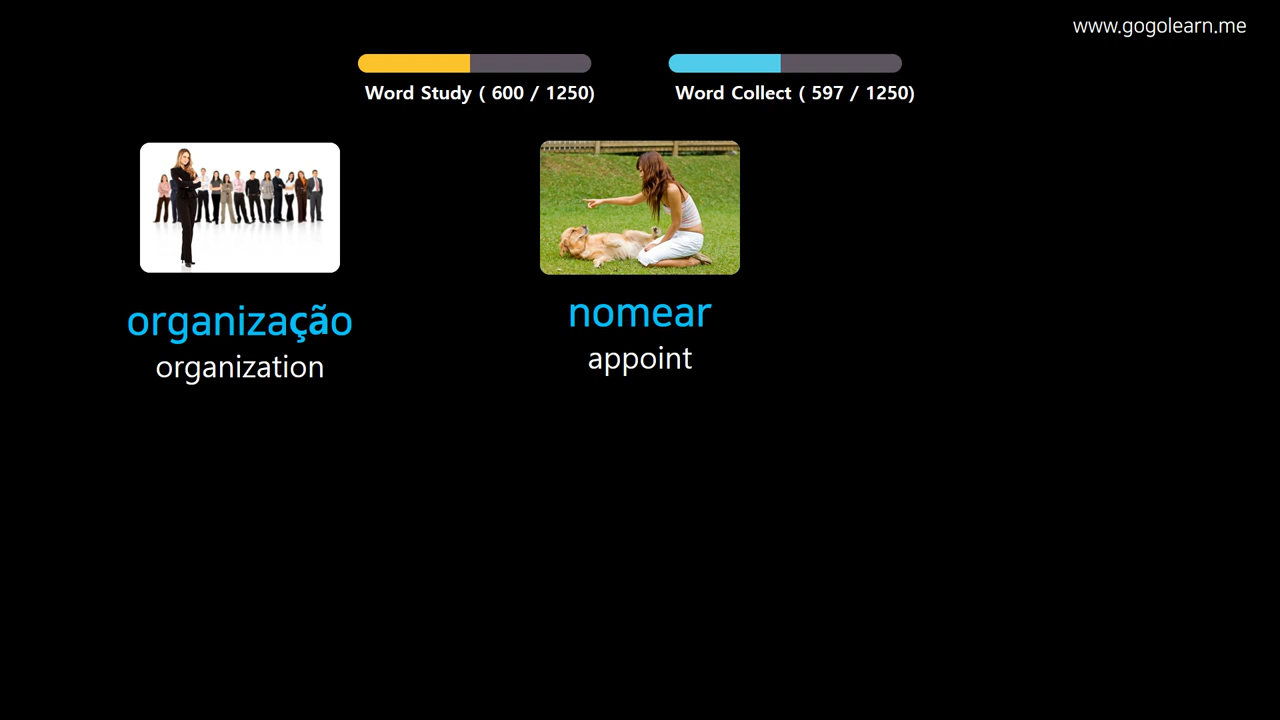 www.gogolearn.me
Word Study ( 600 / 1250)
Word Collect ( 597 / 1250)
organização
organization
nomear
appoint